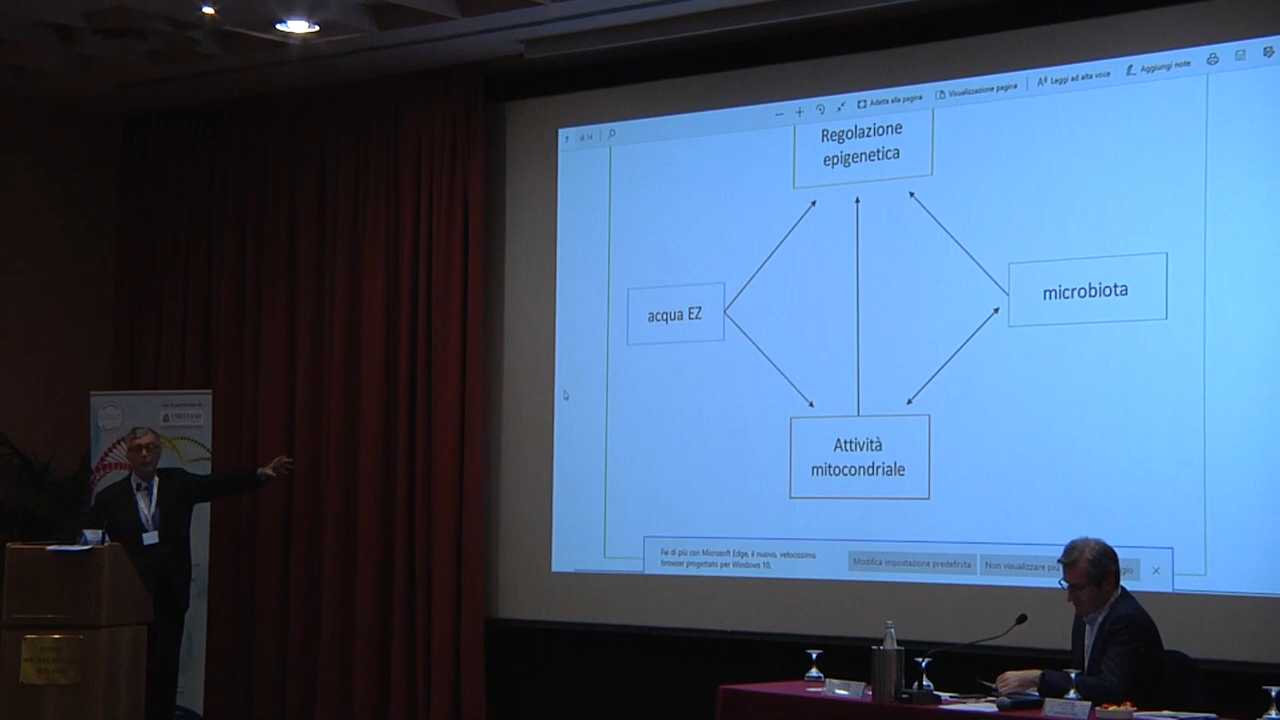 di 14
Adatta alla pagina
Visualizzazione pagina
Leggi ad alta voce
Aggiungi note
Regolazione
epigenetica
acqua EZ
microbiota
Attività
mitocondriale
Fai di più con Microsoft Edge, il nuovo, velocissimo
browser progettato per Windows 10.
Modifica impostazione predefinita
Non visualizzare più